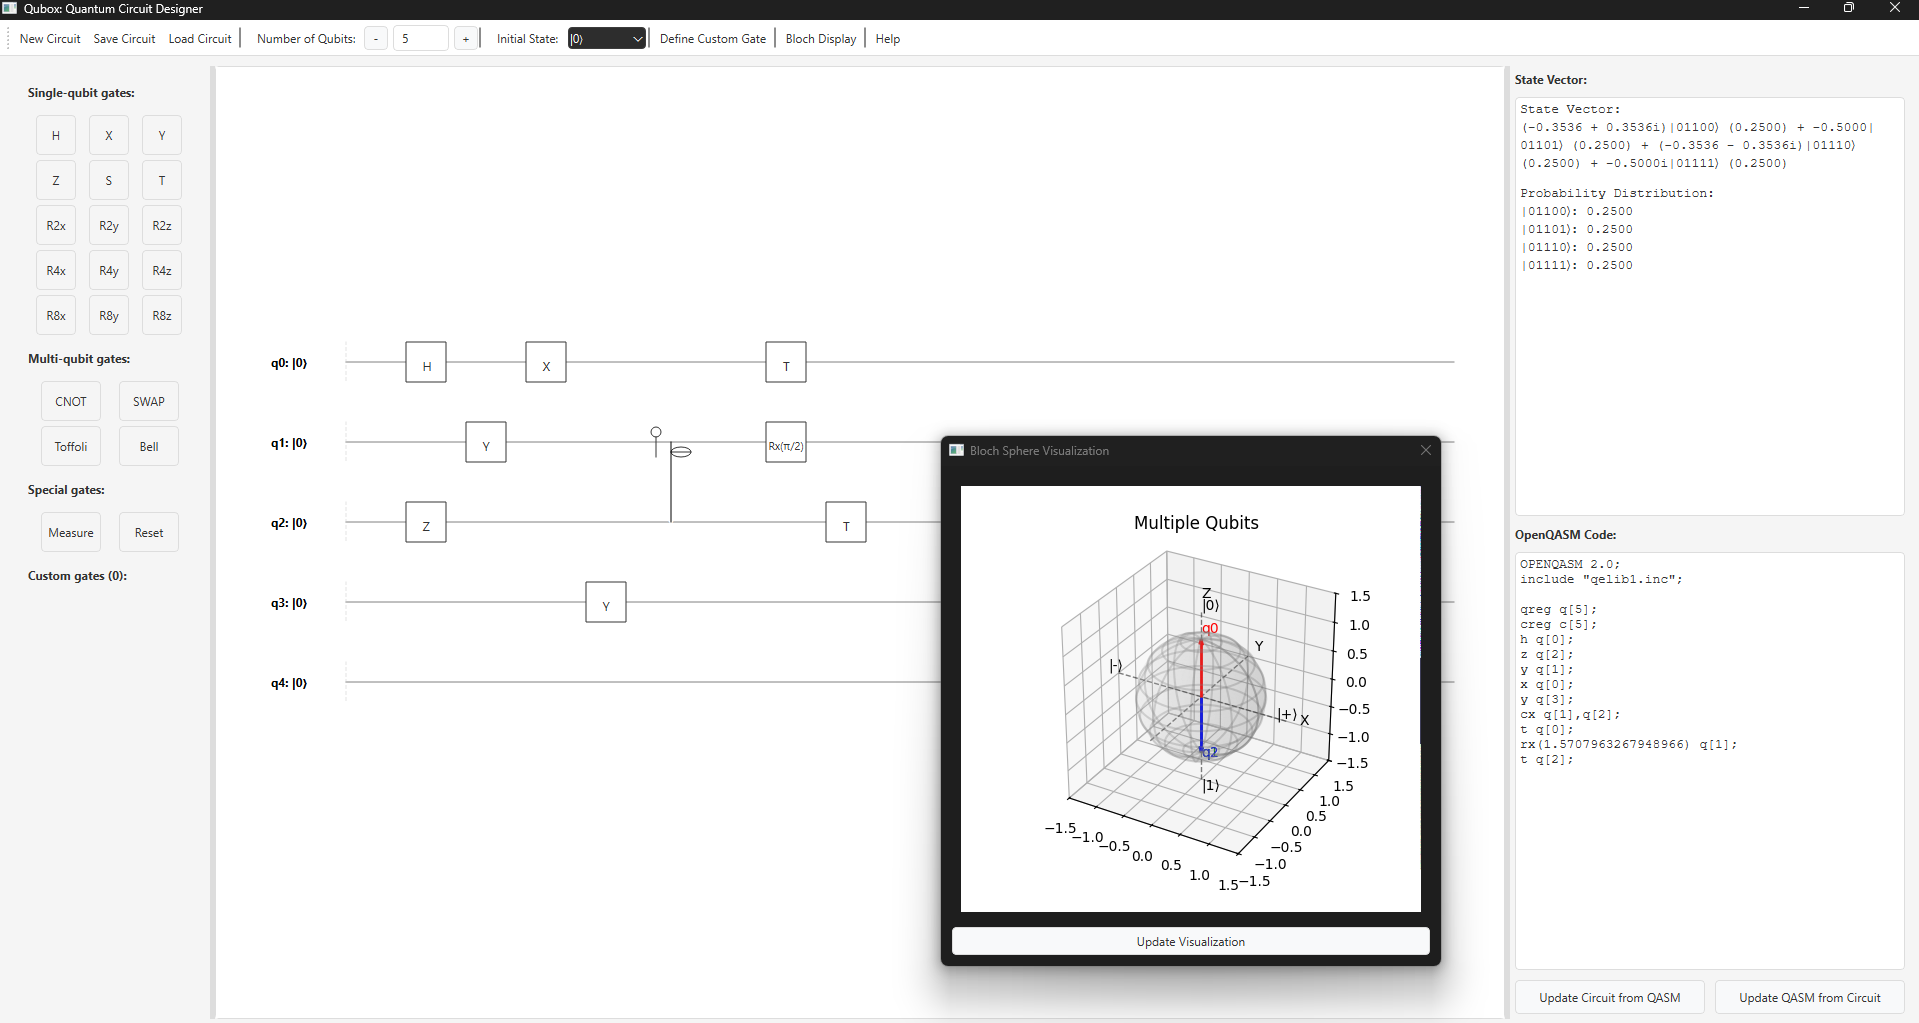 Qubox: Quantum Circuit Designer
New Circuit Save Circuit Load Circuit Number of Qubits: - 5 + Initial State: |0⟩ Define Custom Gate Bloch Display Help
Single-qubit gates:
H X Y
Z S T
R2x R2y R2z
R4x R4y R4z
R8x R8y R8z
Multi-qubit gates:
CNOT SWAP
Toffoli Bell
Special gates:
Measure Reset
Custom gates (0):
q0: |0⟩ H X T
q1: |0⟩ Y Rx(π/2)
q2: |0⟩ Z T
q3: |0⟩ Y
q4: |0⟩
Bloch Sphere Visualization
Multiple Qubits
Z
|0⟩
q0
Y
|-⟩
|+⟩ X
q2
|1⟩
1.5
1.0
0.5
0.0
−0.5
−1.0
−1.5
1.5
1.0
0.5
0.0
−0.5
−1.0
−1.5
−1.5
−1.0
−0.5
0.0
0.5
1.0
1.5
Update Visualization
State Vector:
State Vector:
(-0.3536 + 0.3536i)|01100⟩ (0.2500) + -0.5000|
01101⟩ (0.2500) + (-0.3536 - 0.3536i)|01110⟩
(0.2500) + -0.5000i|01111⟩ (0.2500)
Probability Distribution:
|01100⟩: 0.2500
|01101⟩: 0.2500
|01110⟩: 0.2500
|01111⟩: 0.2500
OpenQASM Code:
OPENQASM 2.0;
include "qelib1.inc";
qreg q[5];
creg c[5];
h q[0];
z q[2];
y q[1];
x q[0];
y q[3];
cx q[1],q[2];
t q[0];
rx(1.5707963267948966) q[1];
t q[2];
Update Circuit from QASM Update QASM from Circuit